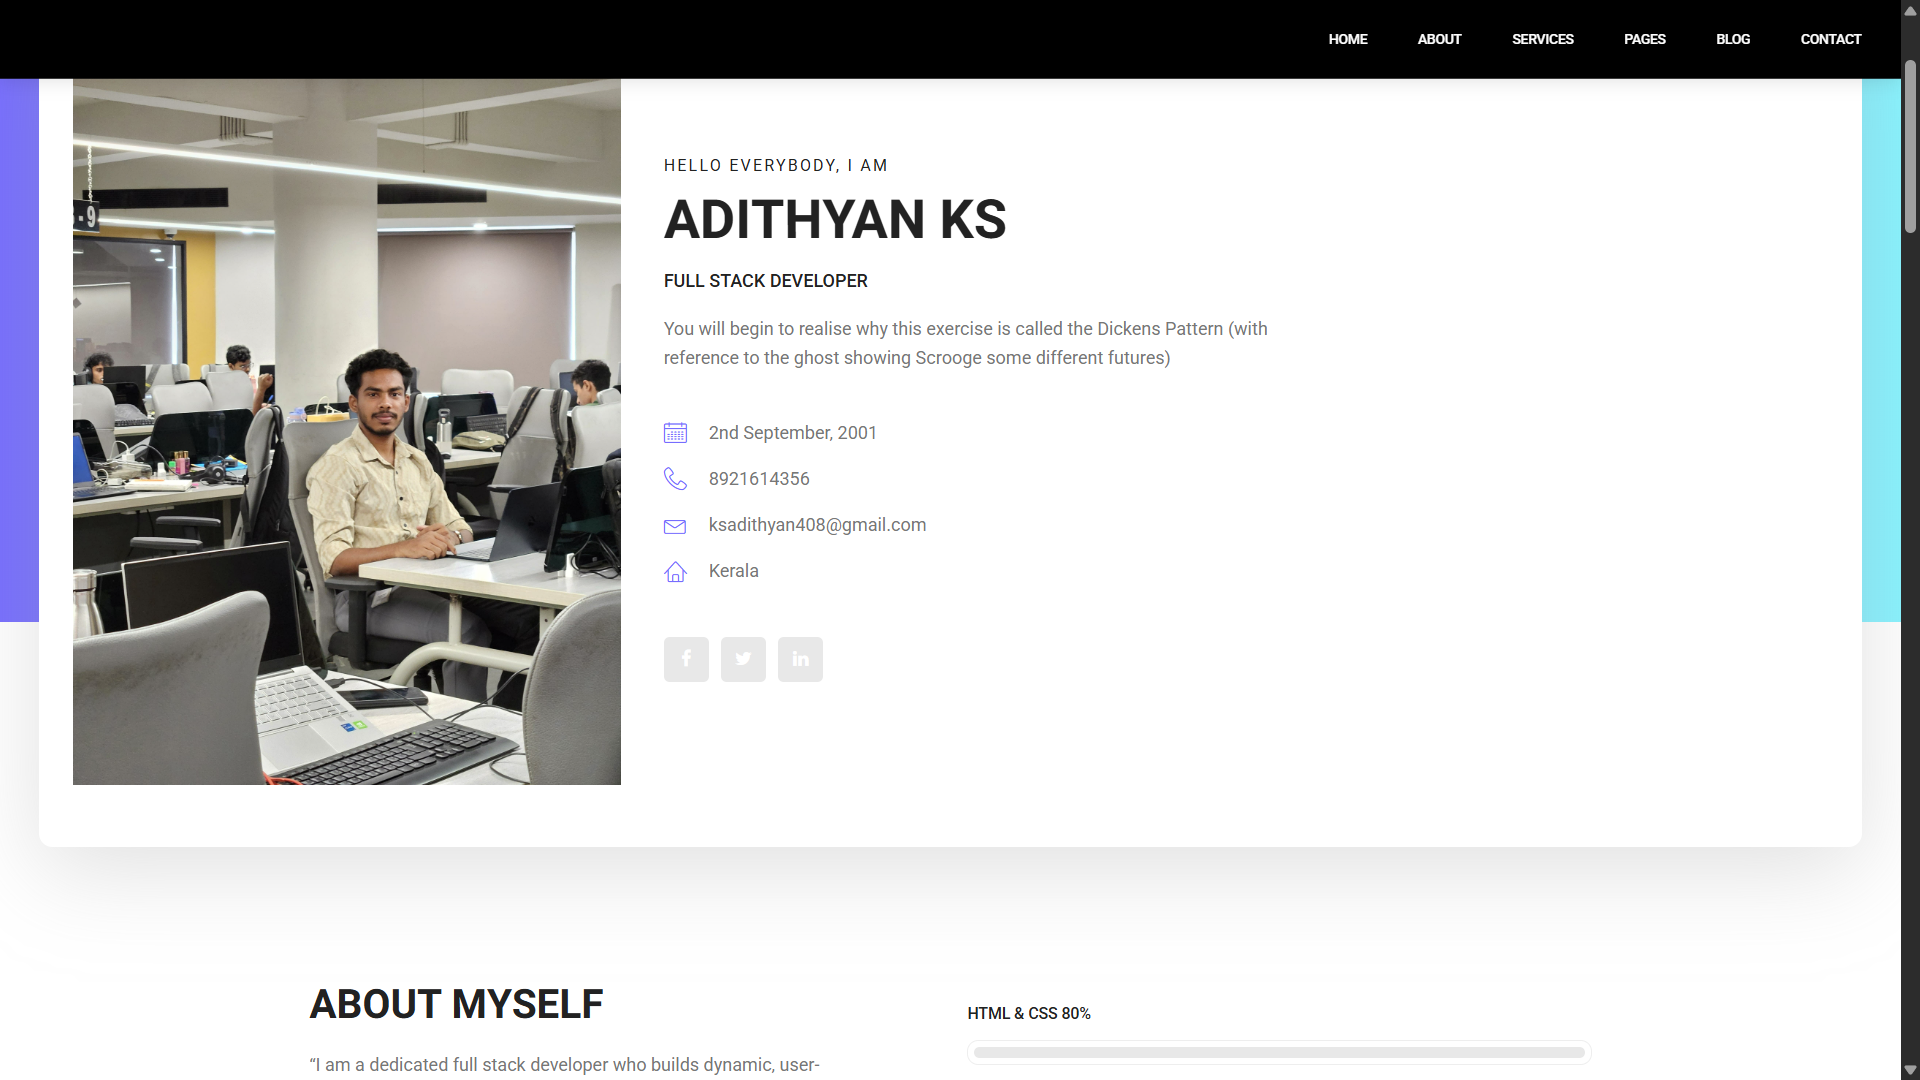 HOME ABOUT SERVICES PAGES BLOG CONTACT
·9
HELLO EVERYBODY, I AM
ADITHYAN KS
FULL STACK DEVELOPER
You will begin to realise why this exercise is called the Dickens Pattern (with
reference to the ghost showing Scrooge some different futures)
2nd September, 2001
8921614356
ksadithyan408@gmail.com
Kerala
ABOUT MYSELF
“I am a dedicated full stack developer who builds dynamic, user-
HTML & CSS 80%